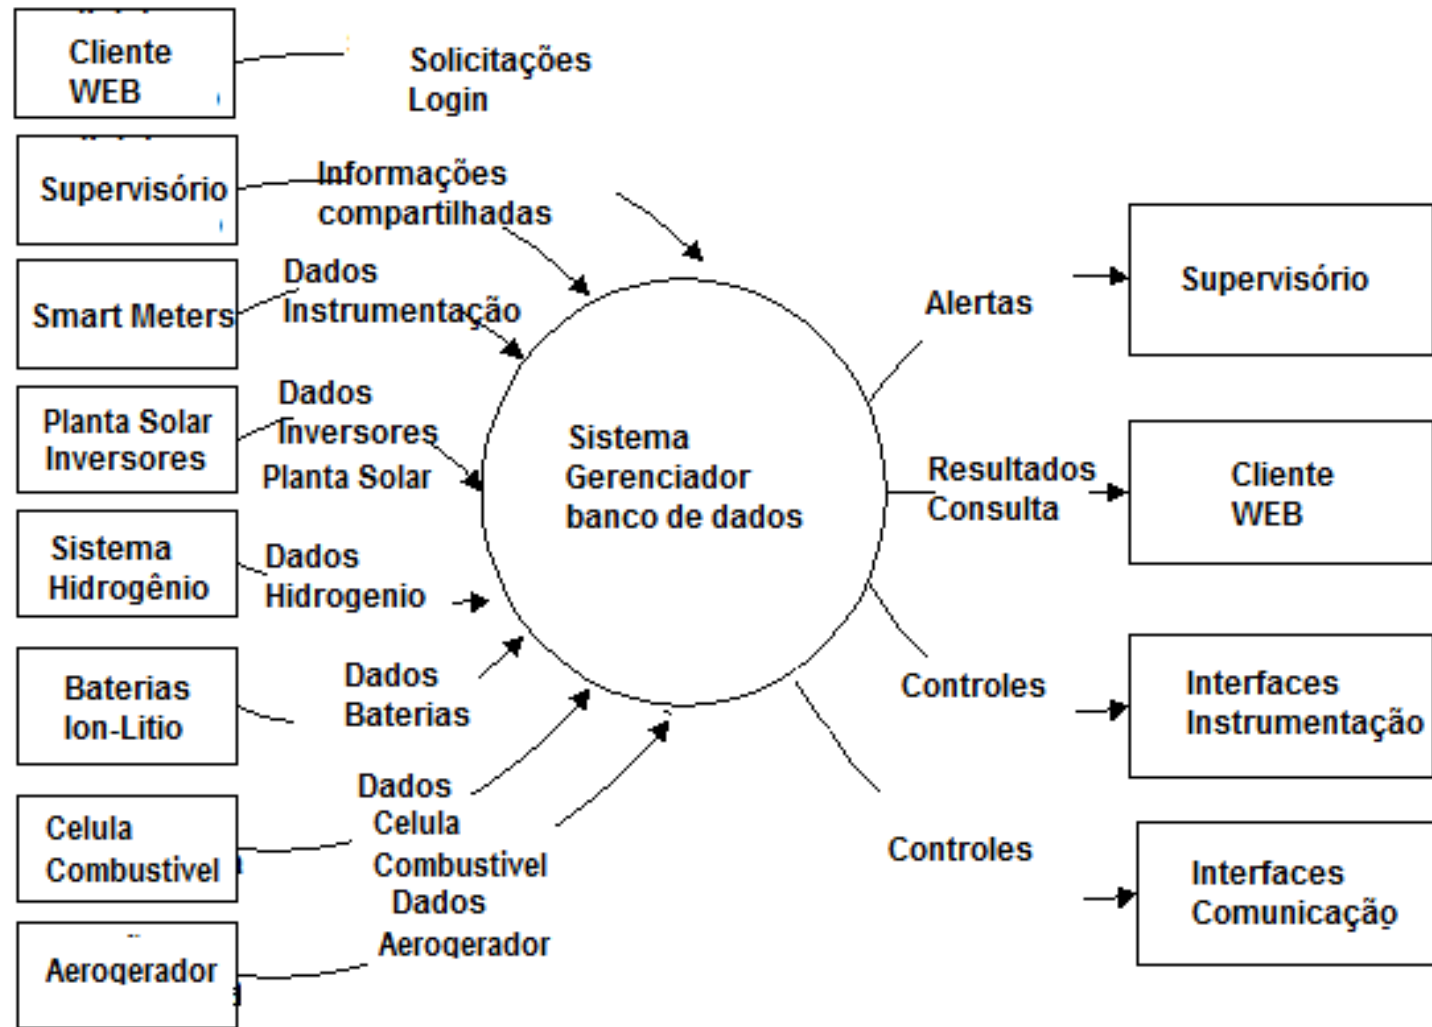 Cliente
WEB
Solicitações
Login
Supervisório
Informações
compartilhadas
Smart Meters
Dados
Instrumentação
Planta Solar
Inversores
Dados
Inversores
Planta Solar
Sistema
Hidrogênio
Dados
Hidrogenio
Baterias
Ion-Litio
Dados
Baterias
Celula
Combustivel
Dados
Celula
Combustivel
Aerogerador
Dados
Aerogerador
Sistema
Gerenciador
banco de dados
Alertas
Supervisório
Resultados
Consulta
Cliente
WEB
Controles
Interfaces
Instrumentação
Controles
Interfaces
Comunicação